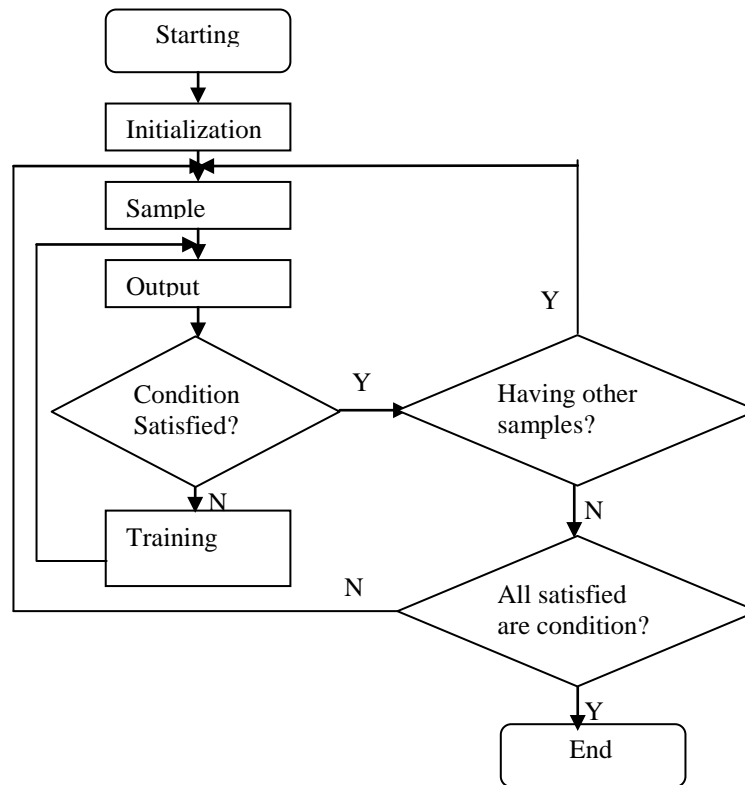 Starting
Initialization
Sample
Output
Condition
Satisfied?
Y
N
Training
Having other
samples?
Y
N
All satisfied
are condition?
N
Y
End